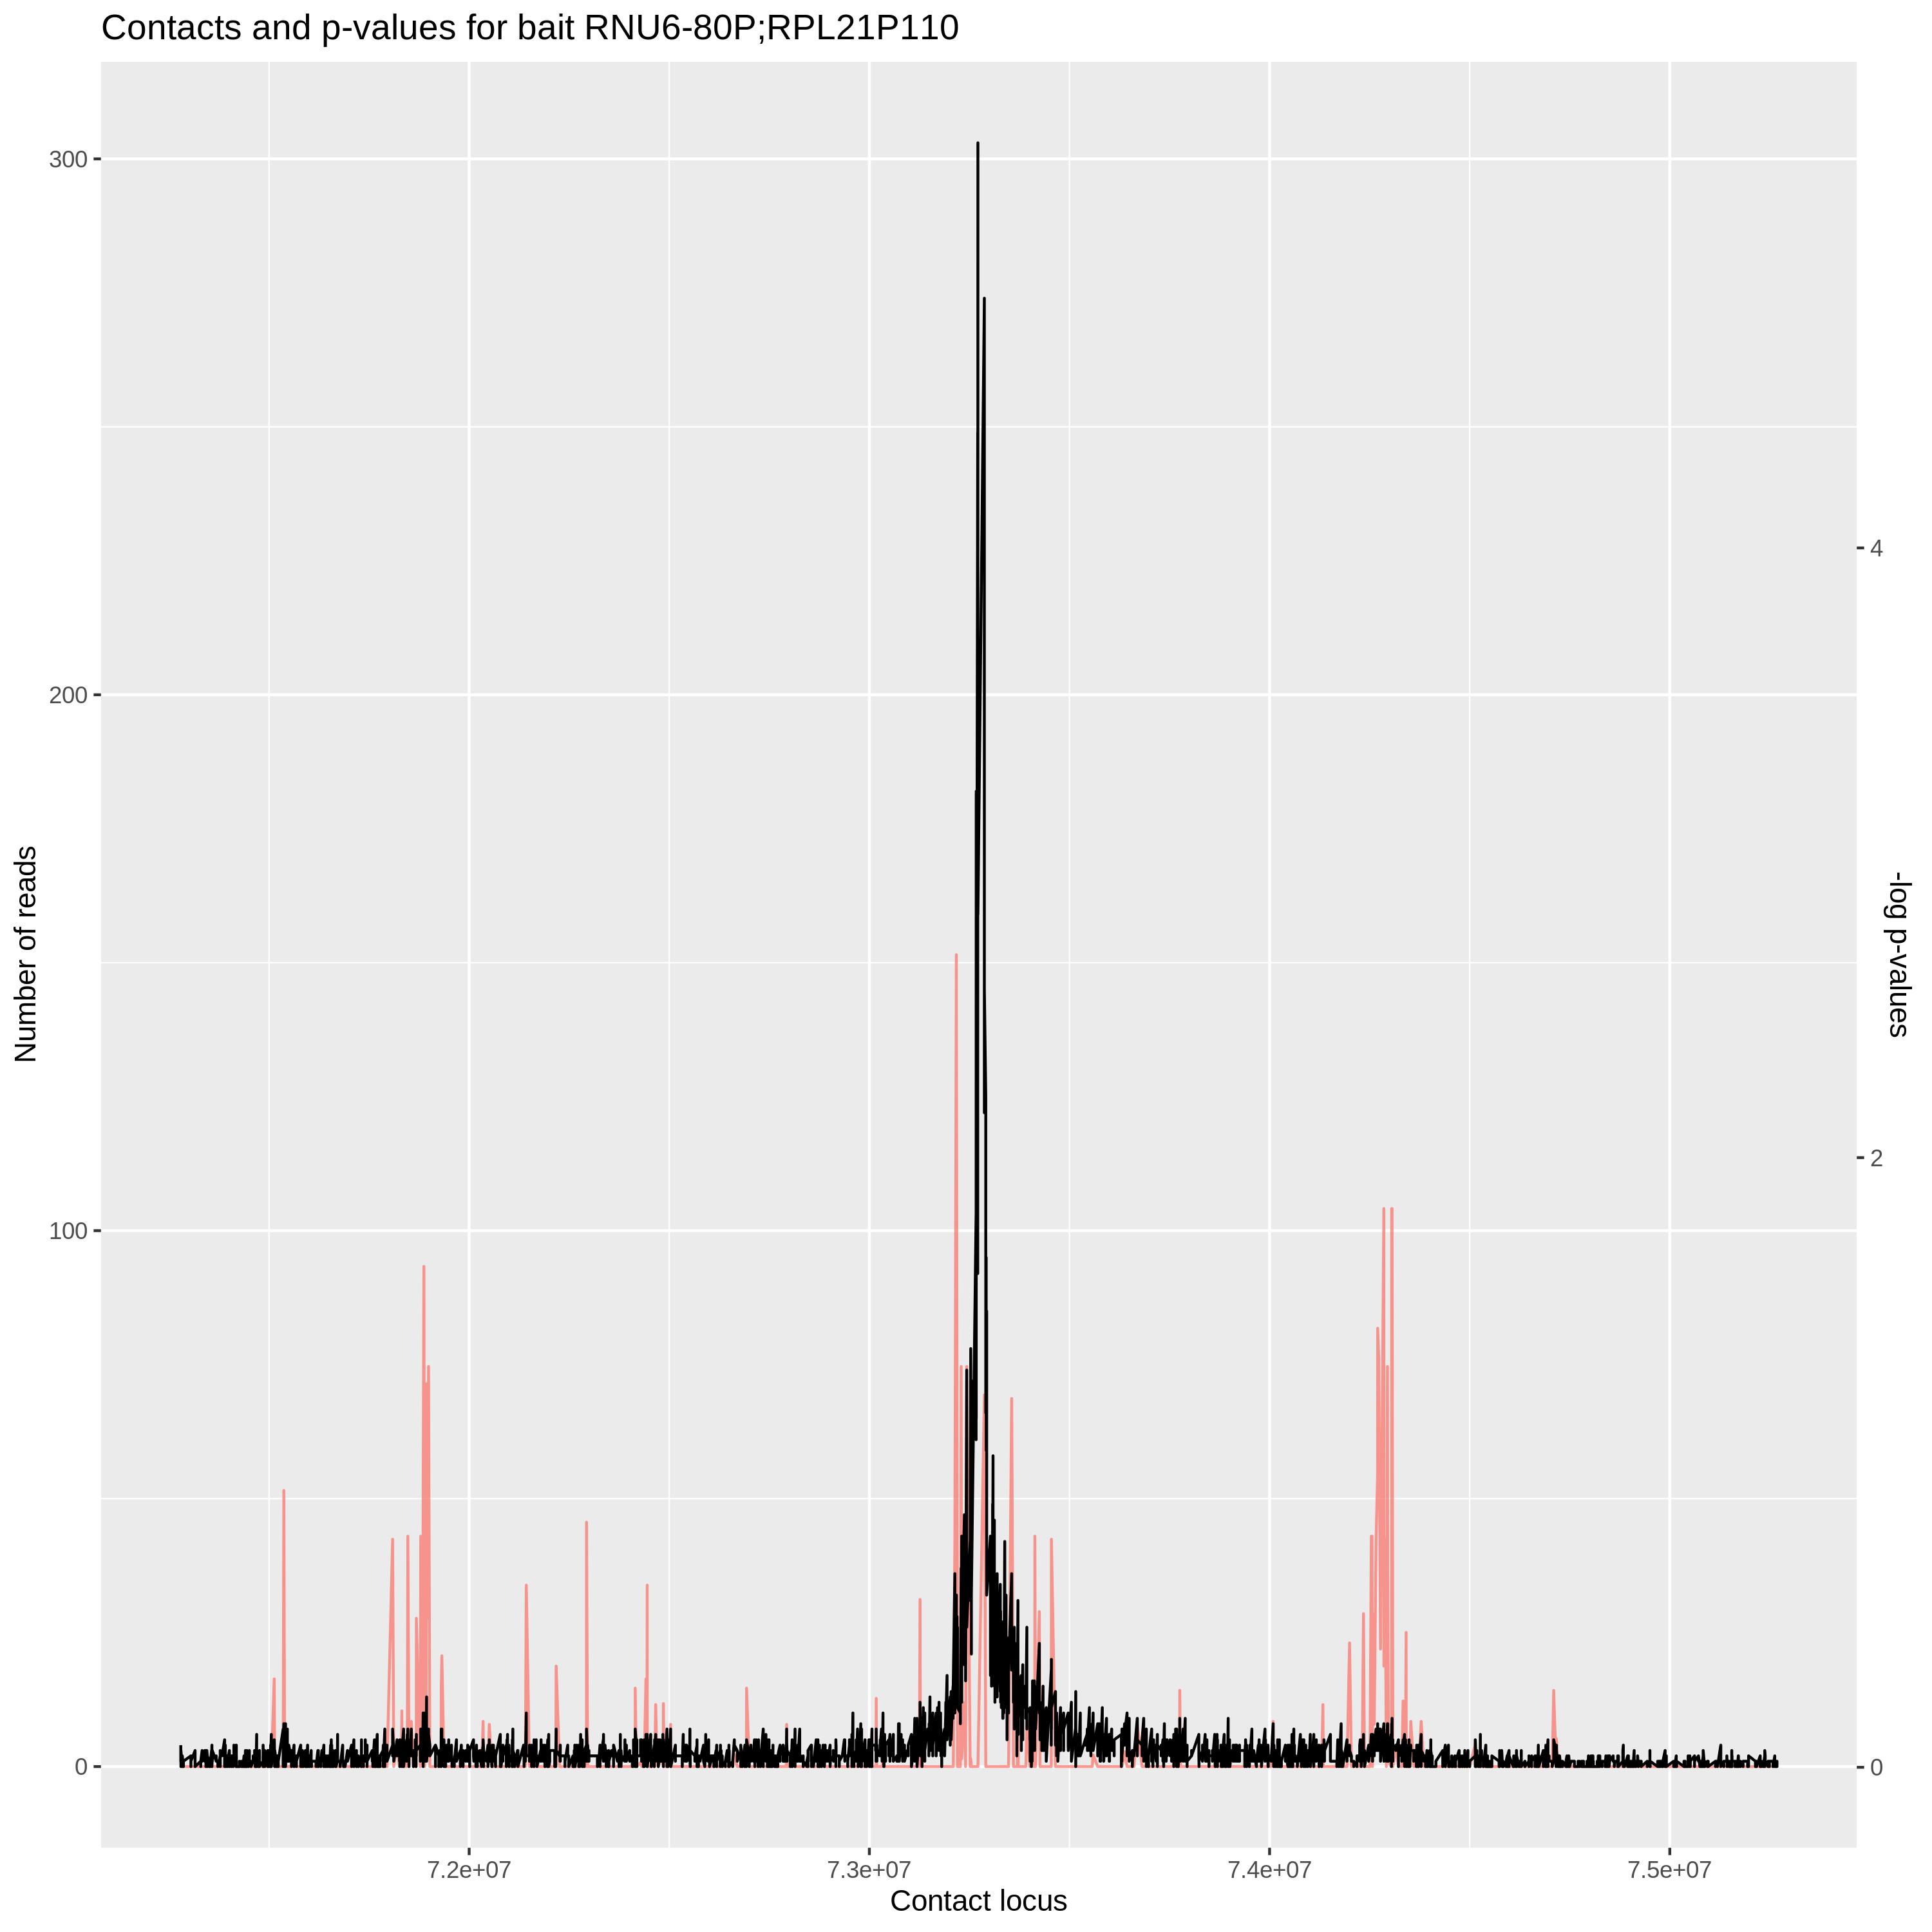 Contacts and p-values for bait RNU6-80P;RPL21P110
300
200
100
0
Number of reads
4
2
0
-log p-values
7.2e+07
7.3e+07
7.4e+07
7.5e+07
Contact locus